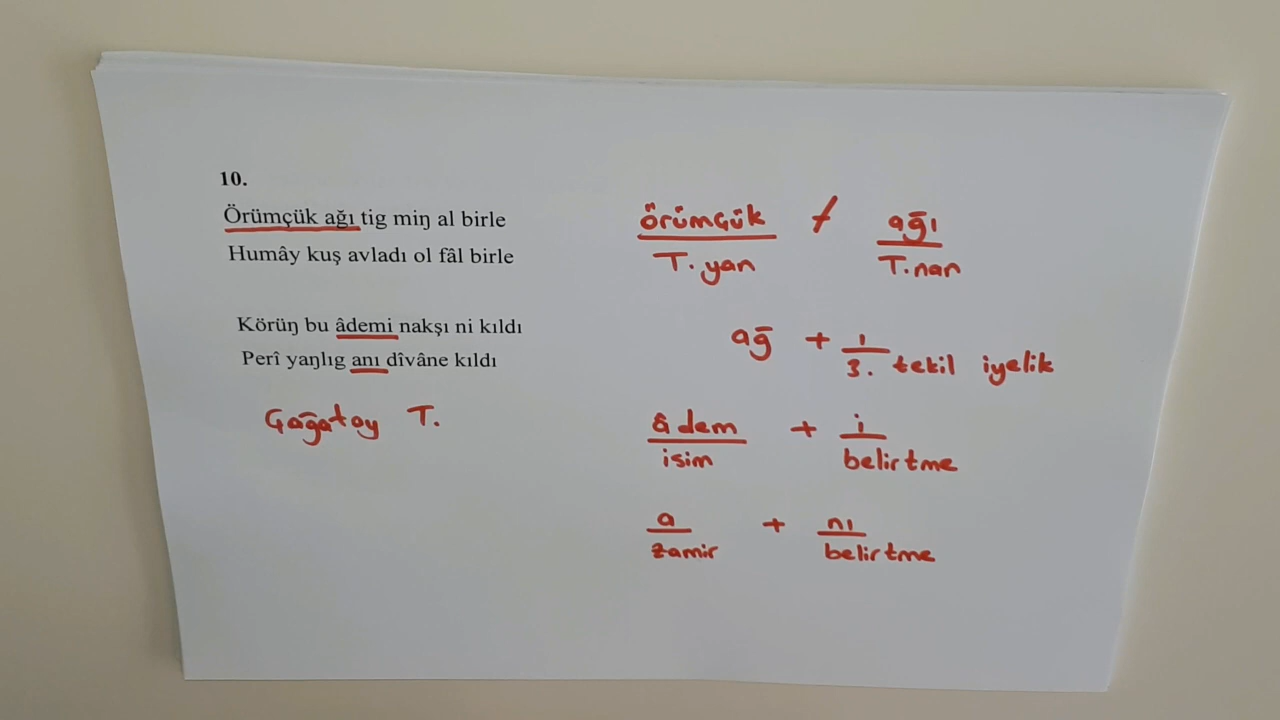 10.
Örümçük ağı tig miŋ al birle
Humây kuş avladı ol fâl birle
Körüŋ bu âdemi nakşı ni kıldı
Perî yaŋlıg anı dîvâne kıldı
Çağatay T.
örümçük / ağı
T.yan T.nan
ağ + ı
3. tekil iyelik
âdem + i
isim belirtme
a + nı
zamir belirtme